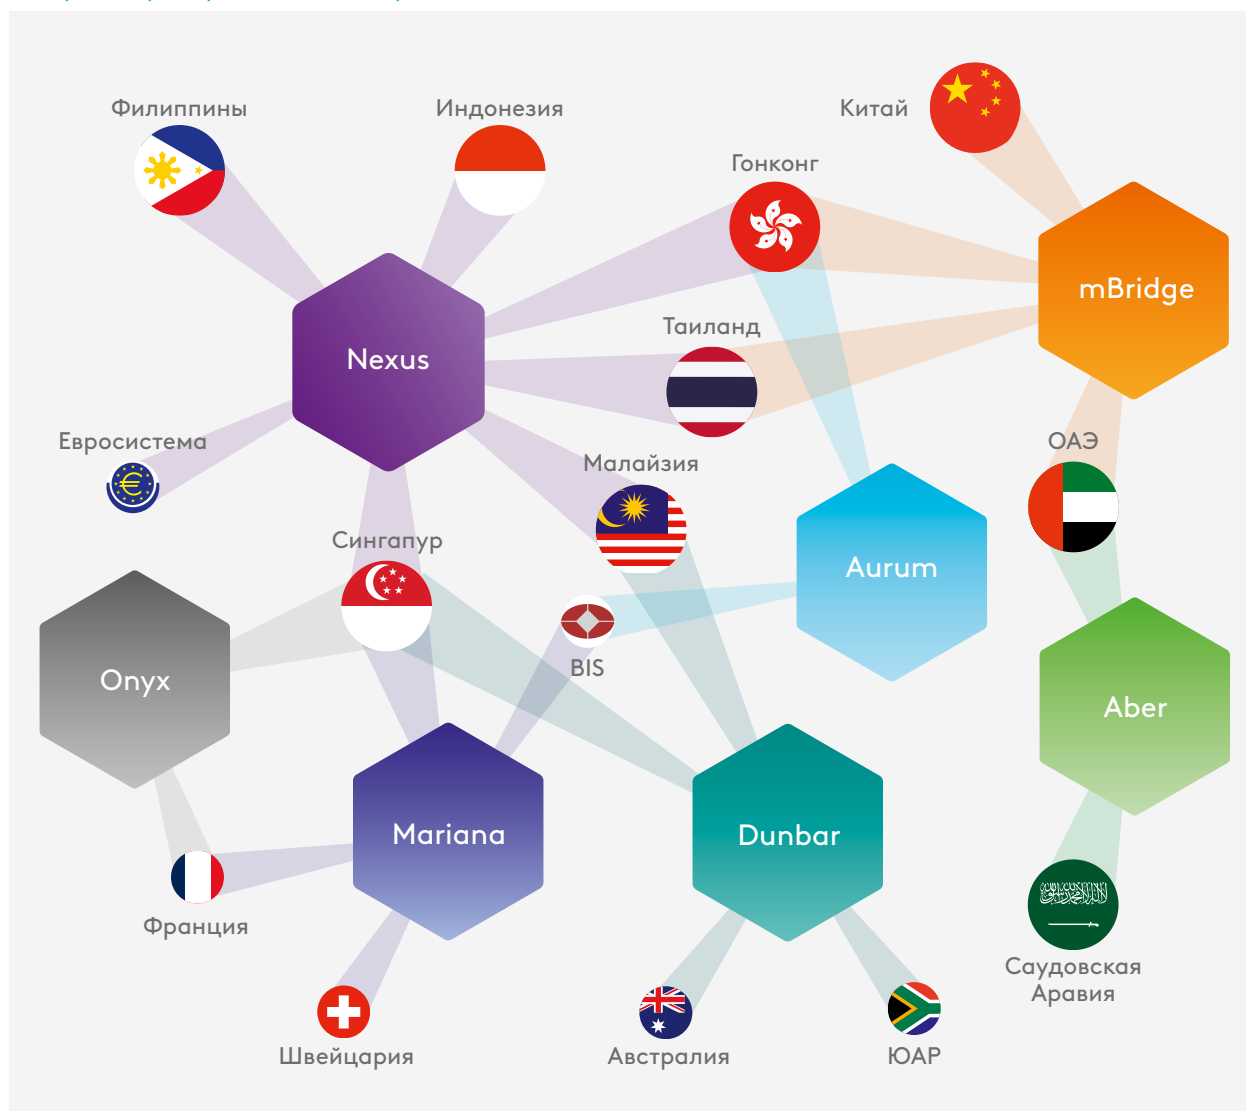 Филиппины
Индонезия
Китай
Гонконг
mBridge
Таиланд
Nexus
Евросистема
Малайзия
ОАЭ
Сингапур
Aurum
BIS
Onyx
Aber
Mariana
Dunbar
Франция
Саудовская
Аравия
Швейцария
Австралия
ЮАР